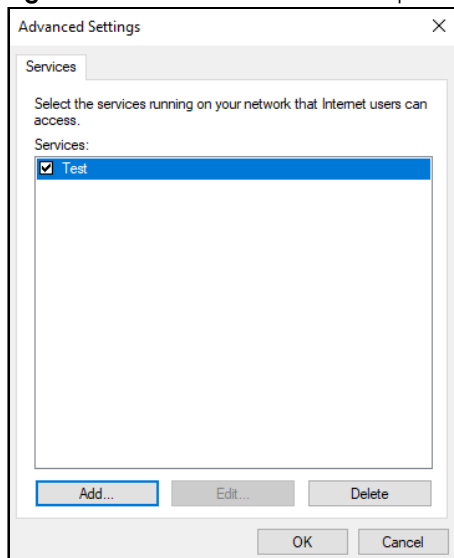 Advanced Settings
Services
Select the services running on your network that Internet users can
access.
Services:
Test
Add...
Edit...
Delete
OK
Cancel